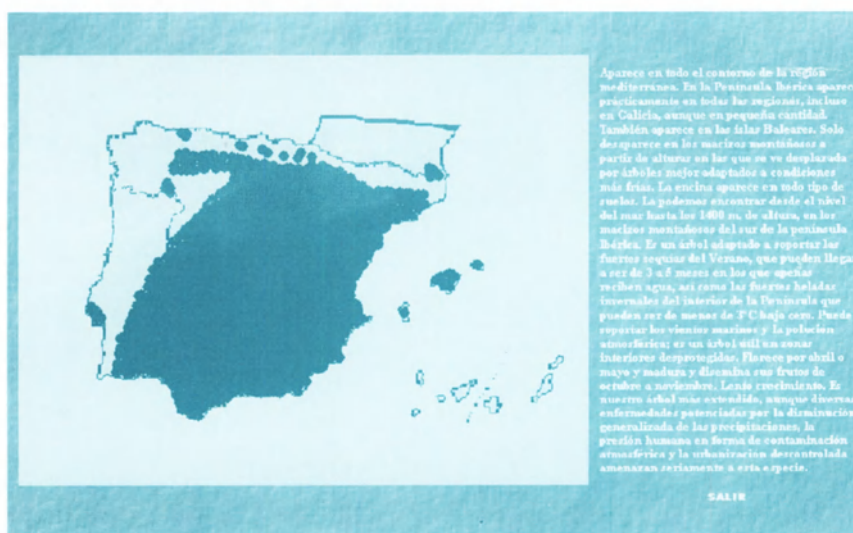 Aparece en todo el contorno de la región
mediterránea. En la Península Ibérica aparece
prácticamente en todas las regiones, incluso
en Galicia, aunque en pequeña cantidad.
También aparece en las islas Baleares. Solo
desaparece en los macizos montañosos a
partir de alturas en las que se ve desplazada
por árboles mejor adaptados a condiciones
más frías. La encina aparece en todo tipo de
suelos. La podemos encontrar desde el nivel
del mar hasta los 1400 m. de altura, en los
macizos montañosos del sur de la península
Ibérica. Es un árbol adaptado a soportar las
fuertes sequías del Verano, que pueden llegar
a ser de 3 a 5 meses en los que apenas
reciben agua, así como las fuertes heladas
invernales del interior de la Península que
pueden ser de menos de 3º C bajo cero. Puede
soportar los vientos marinos y la polución
atmosférica; es un árbol útil en zonas
interiores desprotegidas. Florece por abril o
mayo y madura y disemina sus frutos de
octubre a noviembre. Lento crecimiento. Es
nuestro árbol más extendido, aunque diversas
enfermedades potenciadas por la disminución
generalizada de las precipitaciones, la
presión humana en forma de contaminación
atmosférica y la urbanización descontrolada
amenazan seriamente a esta especie.
SALIR